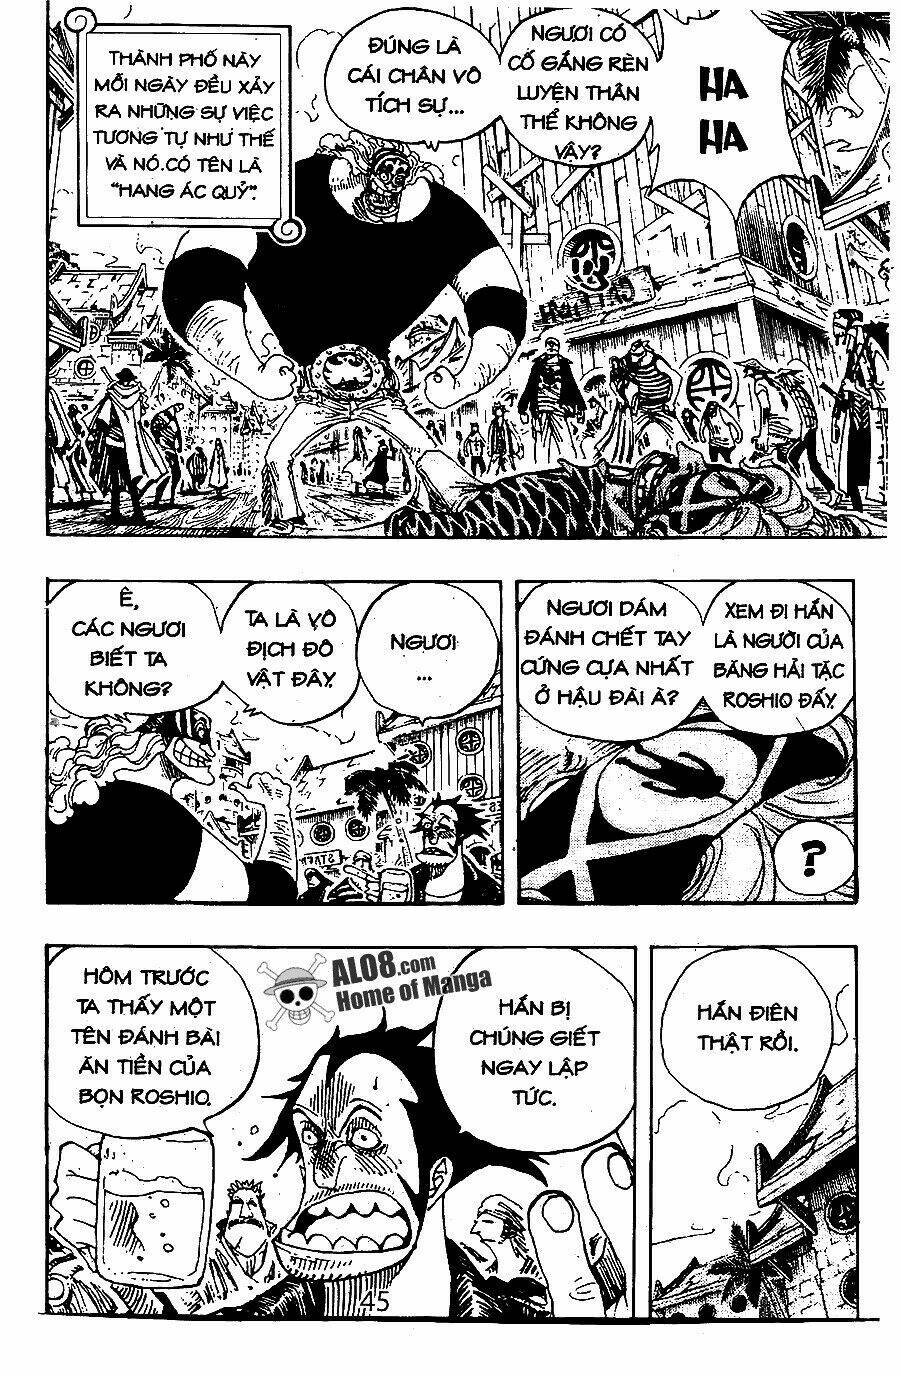 HA
HA
NGƯƠI CÓ
CỐ GẮNG RÈN
LUYỆN THÂN
THỂ KHÔNG
VẬY?
ĐÚNG LÀ
CÁI CHÂN VÔ
TÍCH SỰ...
THÀNH PHỐ NÀY
MỖI NGÀY ĐỀU XẢY
RA NHỮNG SỰ VIỆC
TƯƠNG TỰ NHƯ THẾ
VÀ NÓ.CÓ TÊN LÀ
"HANG ÁC QUỶ".
XEM ĐI HẮN
LÀ NGƯỜI CỦA
BĂNG HẢI TẶC
ROSHIO ĐẤY.
NGƯƠI DÁM
ĐÁNH CHẾT TAY
CỨNG CỰA NHẤT
Ở HẬU ĐÀI À?
?
NGƯƠI
...
TA LÀ VÔ
ĐỊCH ĐÔ
VẬT ĐÂY.
Ê,
CÁC NGƯƠI
BIẾT TA
KHÔNG?
HẮN ĐIÊN
THẬT RỒI.
HẮN BỊ
CHÚNG GIẾT
NGAY LẬP
TỨC.
HÔM TRƯỚC
TA THẤY MỘT
TÊN ĐÁNH BÀI
ĂN TIỀN CỦA
BỌN ROSHIO.
ALO8.com
Home of Manga
45